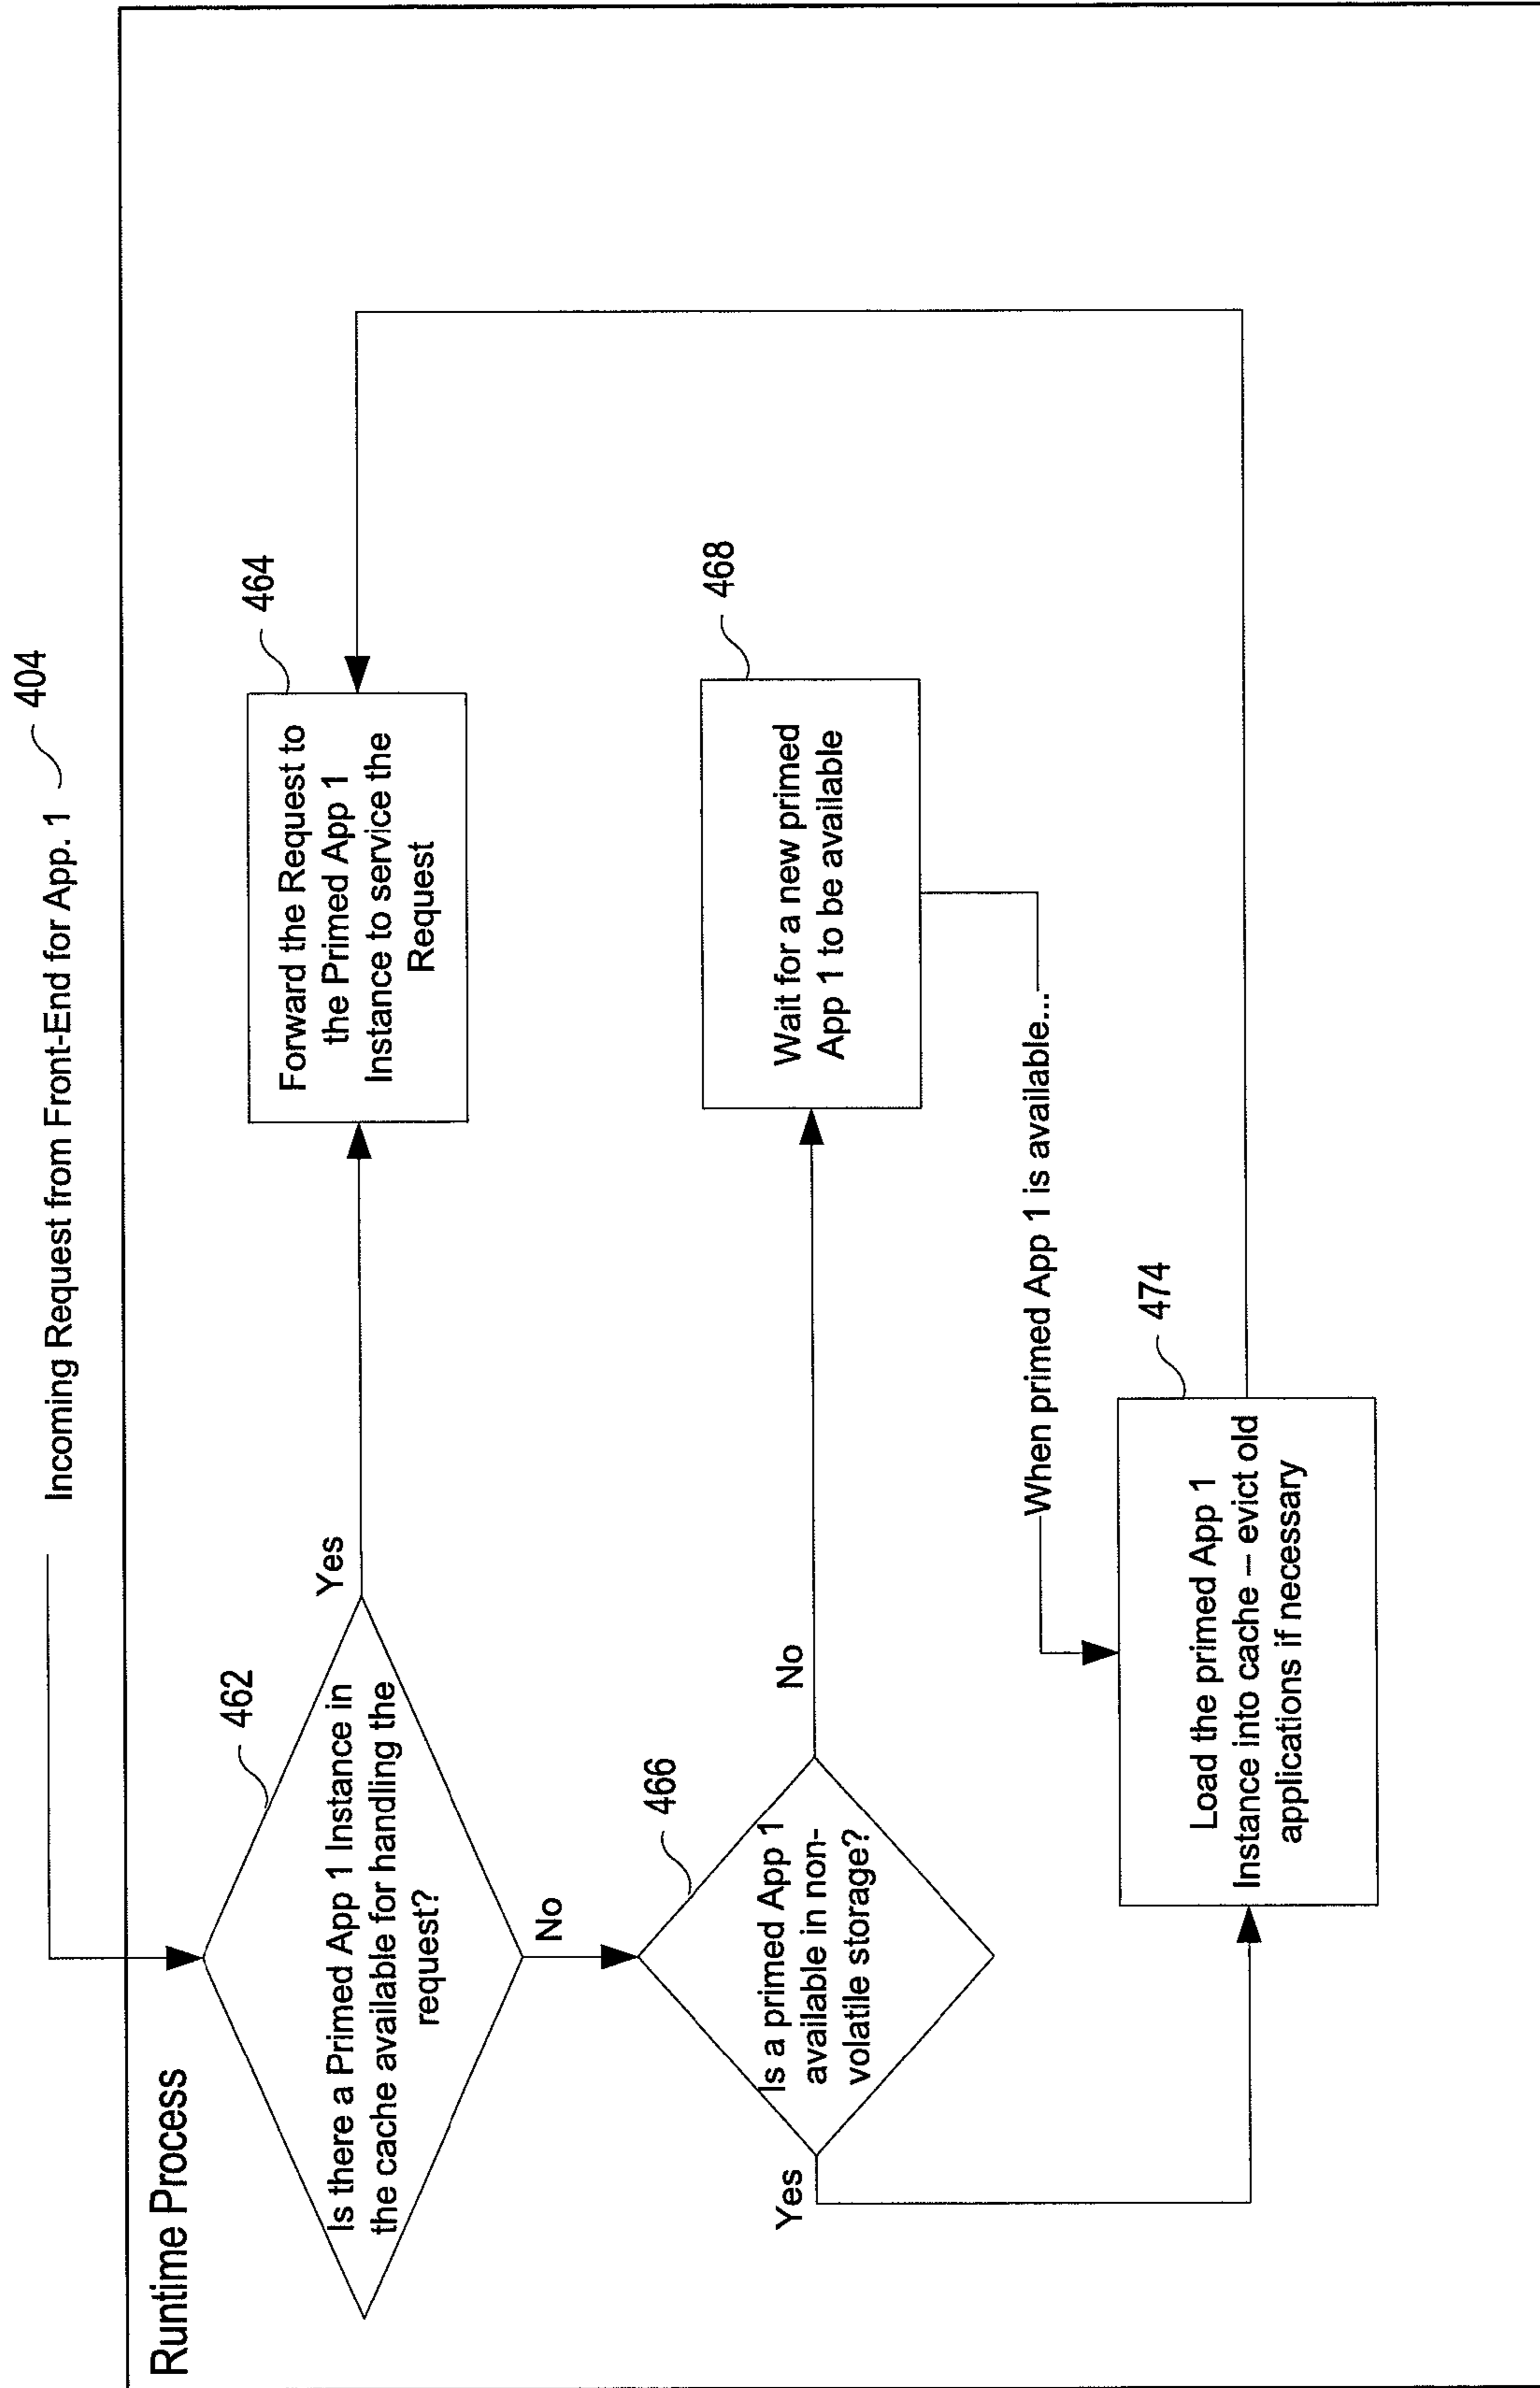 Incoming Request from Front-End for App. 1
404
Runtime Process
462
Is there a Primed App 1 Instance in
the cache available for handling the
request?
Yes
464
Forward the Request to
the Primed App 1
Instance to service the
Request
No
466
Is a primed App 1
available in non-
volatile storage?
No
468
Wait for a new primed
App 1 to be available
Yes
When primed App 1 is available...
474
Load the primed App 1
Instance into cache – evict old
applications if necessary